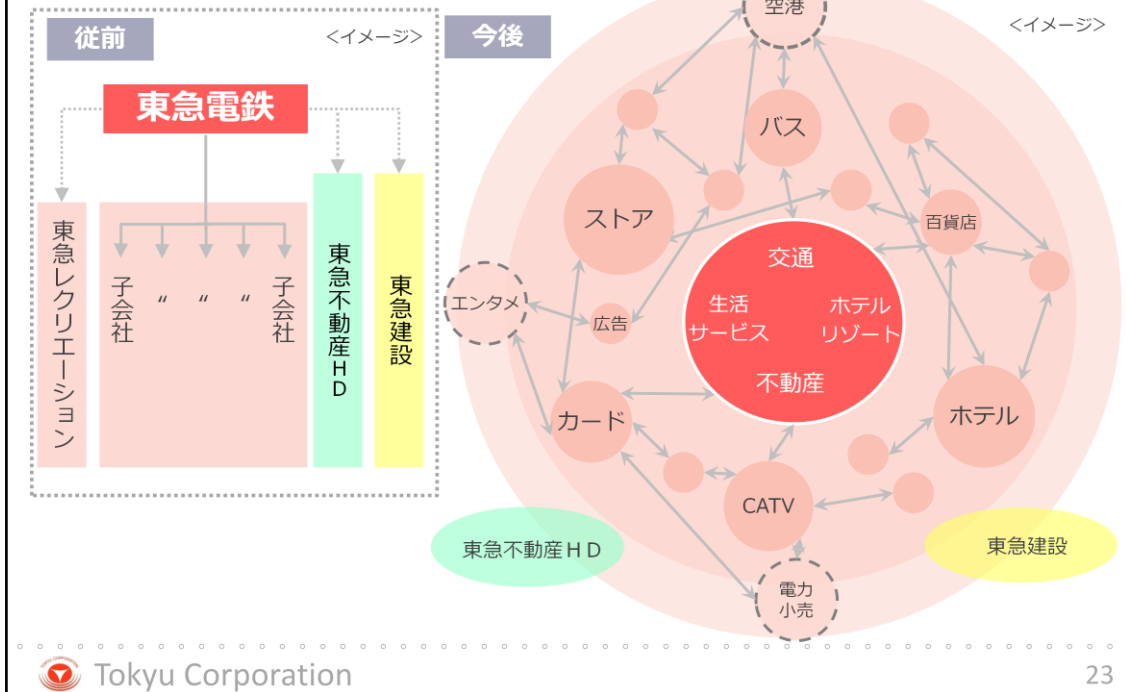 従前
<イメージ>
東急電鉄
東急レクリエーション
子会社
〃
〃
〃
子会社
東急不動産HD
東急建設
今後
<イメージ>
空港
バス
ストア
百貨店
交通
生活
サービス
ホテル
リゾート
不動産
エンタメ
広告
カード
ホテル
CATV
東急不動産HD
東急建設
電力
小売
TOKYU CORPORATION
Tokyu Corporation
23